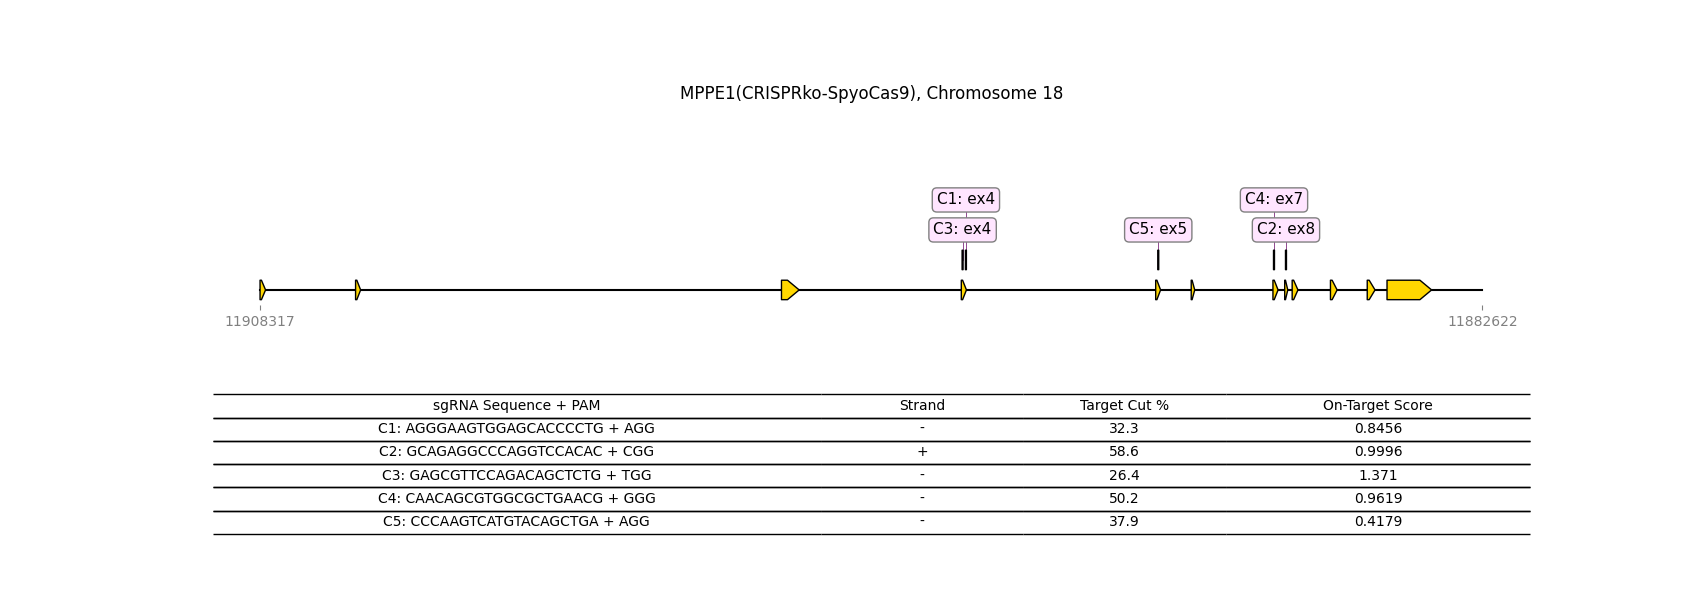 MPPE1(CRISPRko-SpyoCas9), Chromosome 18
C1: ex4
C4: ex7
C3: ex4
C5: ex5
C2: ex8
11908317
11882622
sgRNA Sequence + PAM Strand Target Cut % On-Target Score
C1: AGGGAAGTGGAGCACCCCTG + AGG - 32.3 0.8456
C2: GCAGAGGCCCAGGTCCACAC + CGG + 58.6 0.9996
C3: GAGCGTTCCAGACAGCTCTG + TGG - 26.4 1.371
C4: CAACAGCGTGGCGCTGAACG + GGG - 50.2 0.9619
C5: CCCAAGTCATGTACAGCTGA + AGG - 37.9 0.4179